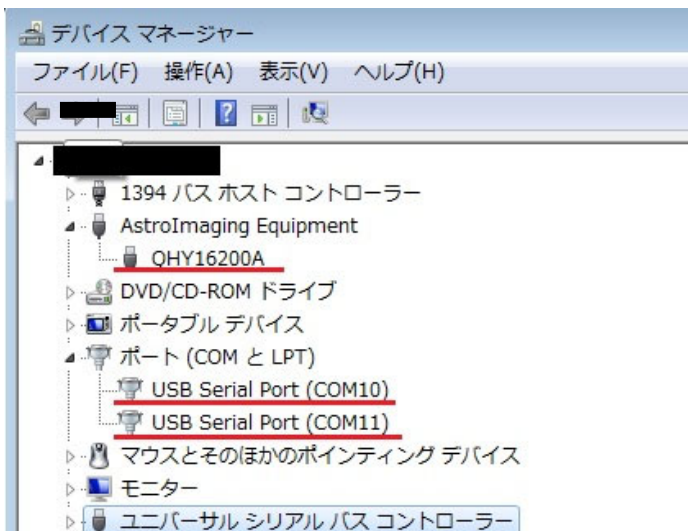 デバイス マネージャー
ファイル(F) 操作(A) 表示(V) ヘルプ(H)
1394 バス ホスト コントローラー
AstroImaging Equipment
QHY16200A
DVD/CD-ROM ドライブ
ポータブル デバイス
ポート (COM と LPT)
USB Serial Port (COM10)
USB Serial Port (COM11)
マウスとそのほかのポインティング デバイス
モニター
ユニバーサル シリアル バス コントローラー